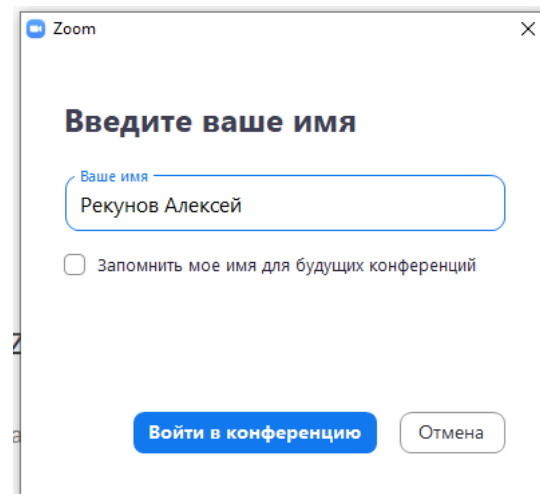 Zoom
Введите ваше имя
Ваше имя
Рекунов Алексей
Запомнить мое имя для будущих конференций
Войти в конференцию
Отмена